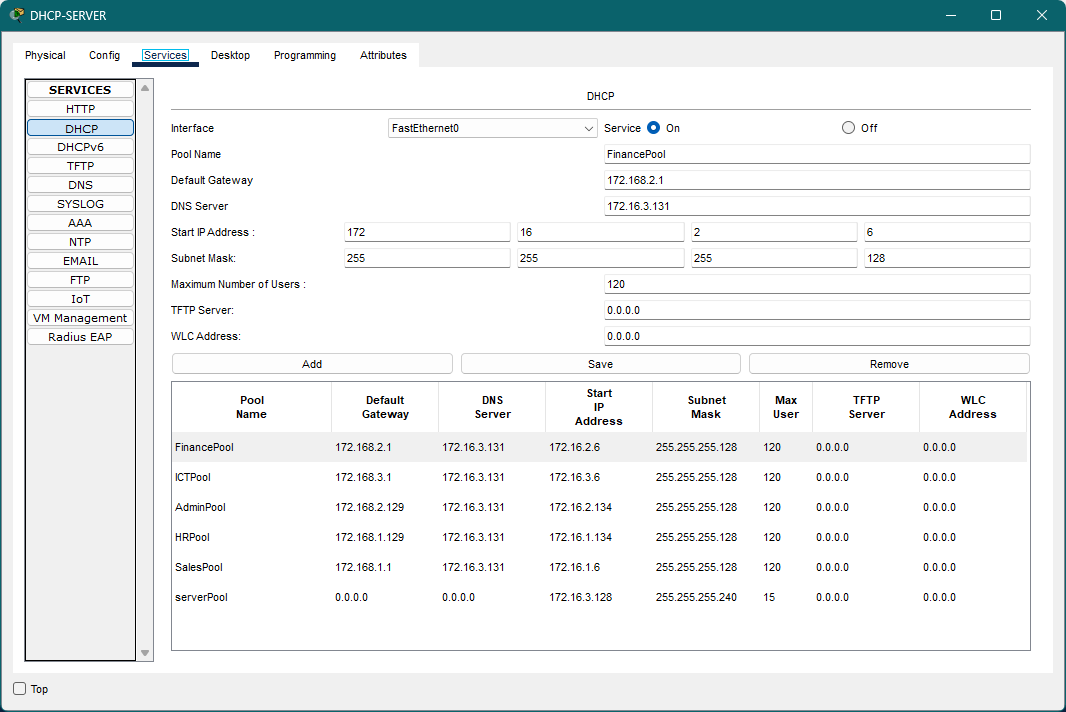 DHCP-SERVER
Physical Config Services Desktop Programming Attributes
SERVICES
HTTP
DHCP
DHCPv6
TFTP
DNS
SYSLOG
AAA
NTP
EMAIL
FTP
IoT
VM Management
Radius EAP
DHCP
Interface FastEthernet0 Service On Off
Pool Name FinancePool
Default Gateway 172.168.2.1
DNS Server 172.16.3.131
Start IP Address : 172 16 2 6
Subnet Mask: 255 255 255 128
Maximum Number of Users : 120
TFTP Server: 0.0.0.0
WLC Address: 0.0.0.0
Add Save Remove
Pool Name Default Gateway DNS Server Start IP Address Subnet Mask Max User TFTP Server WLC Address
FinancePool 172.168.2.1 172.16.3.131 172.16.2.6 255.255.255.128 120 0.0.0.0 0.0.0.0
ICTPool 172.168.3.1 172.16.3.131 172.16.3.6 255.255.255.128 120 0.0.0.0 0.0.0.0
AdminPool 172.168.2.129 172.16.3.131 172.16.2.134 255.255.255.128 120 0.0.0.0 0.0.0.0
HRPool 172.168.1.129 172.16.3.131 172.16.1.134 255.255.255.128 120 0.0.0.0 0.0.0.0
SalesPool 172.168.1.1 172.16.3.131 172.16.1.6 255.255.255.128 120 0.0.0.0 0.0.0.0
serverPool 0.0.0.0 0.0.0.0 172.16.3.128 255.255.255.240 15 0.0.0.0 0.0.0.0
Top